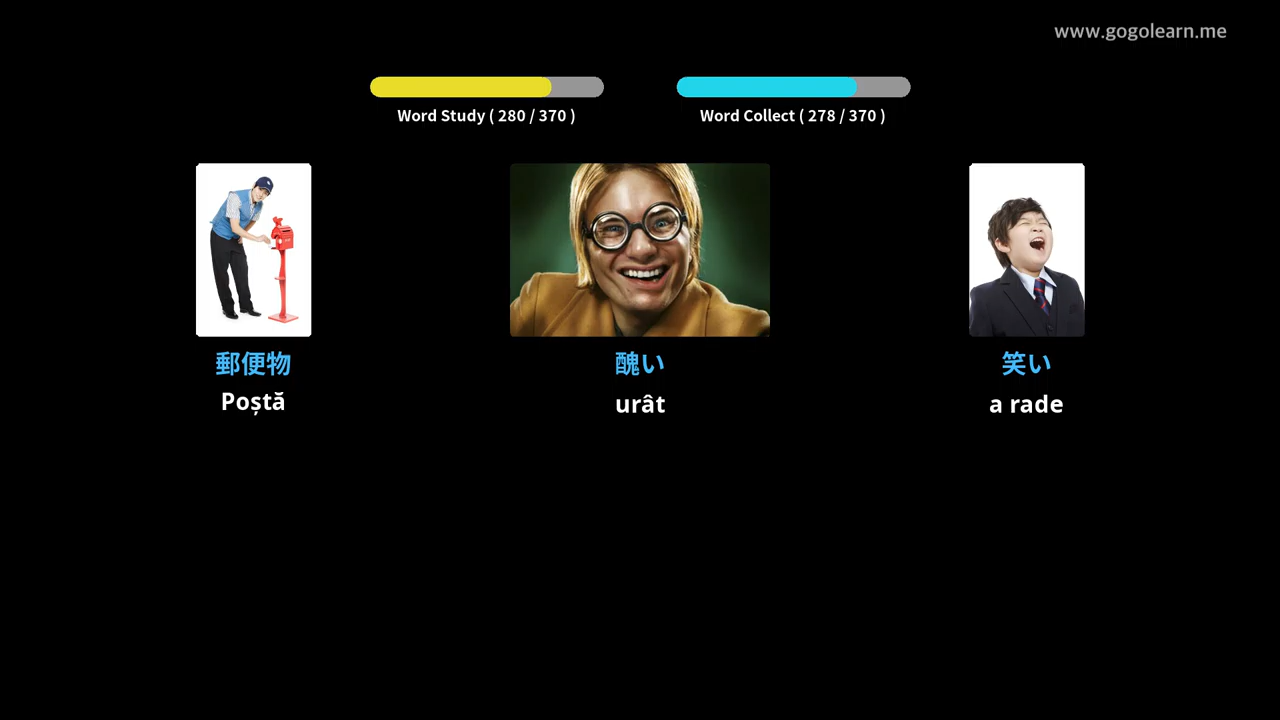 www.gogolearn.me
Word Study ( 280 / 370 )
Word Collect ( 278 / 370 )
郵便物
Poștă
醜い
urât
笑い
a rade